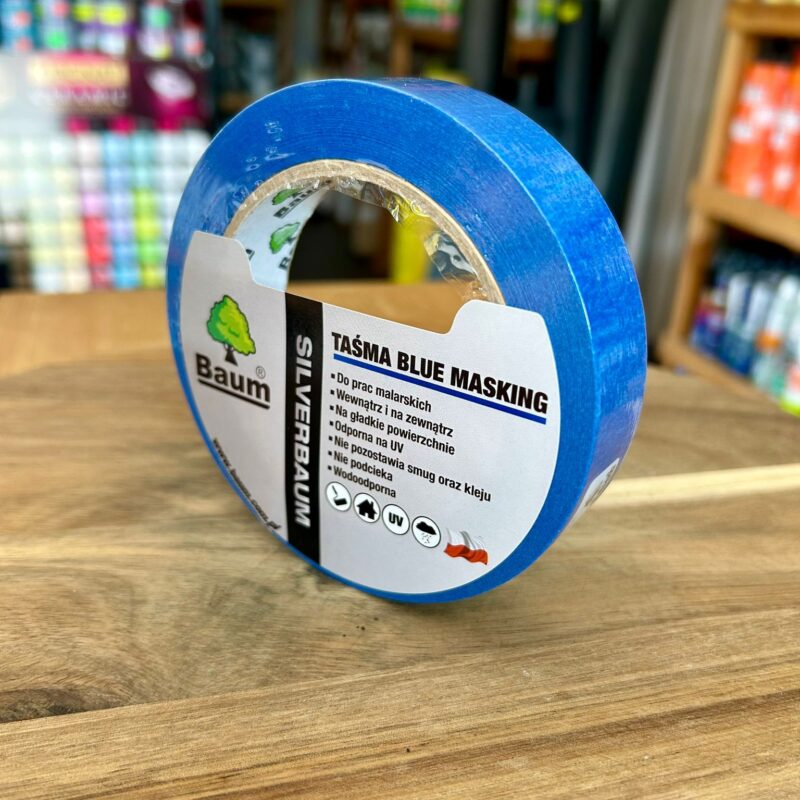 Baum®
SILVERBAUM
TAŚMA BLUE MASKING
▪Do prac malarskich
▪Wewnątrz i na zewnątrz
▪Na gładkie powierzchnie
▪Odporna na UV
▪Nie pozostawia smug oraz kleju
▪Nie podcieka
▪Wodoodporna
UV